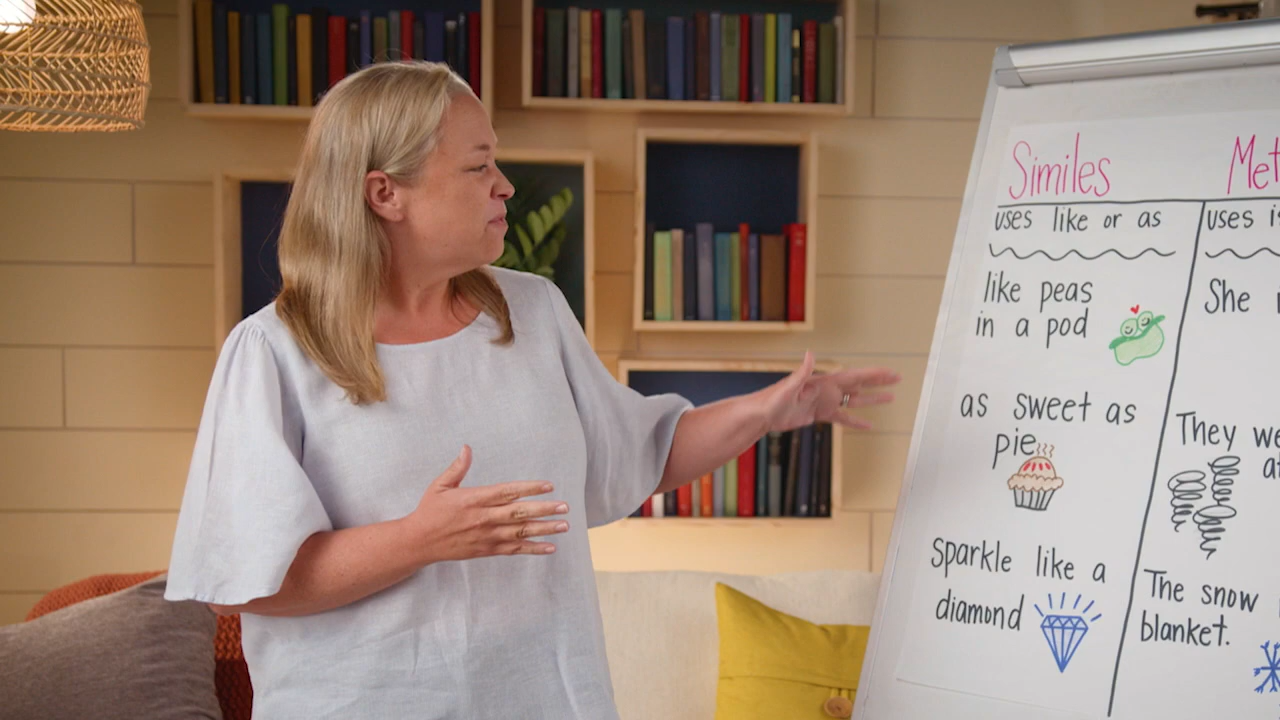 Similes
uses like or as
like peas
in a pod
as sweet as
pie
Sparkle like a
diamond
uses
She
They
The snow
blanket.